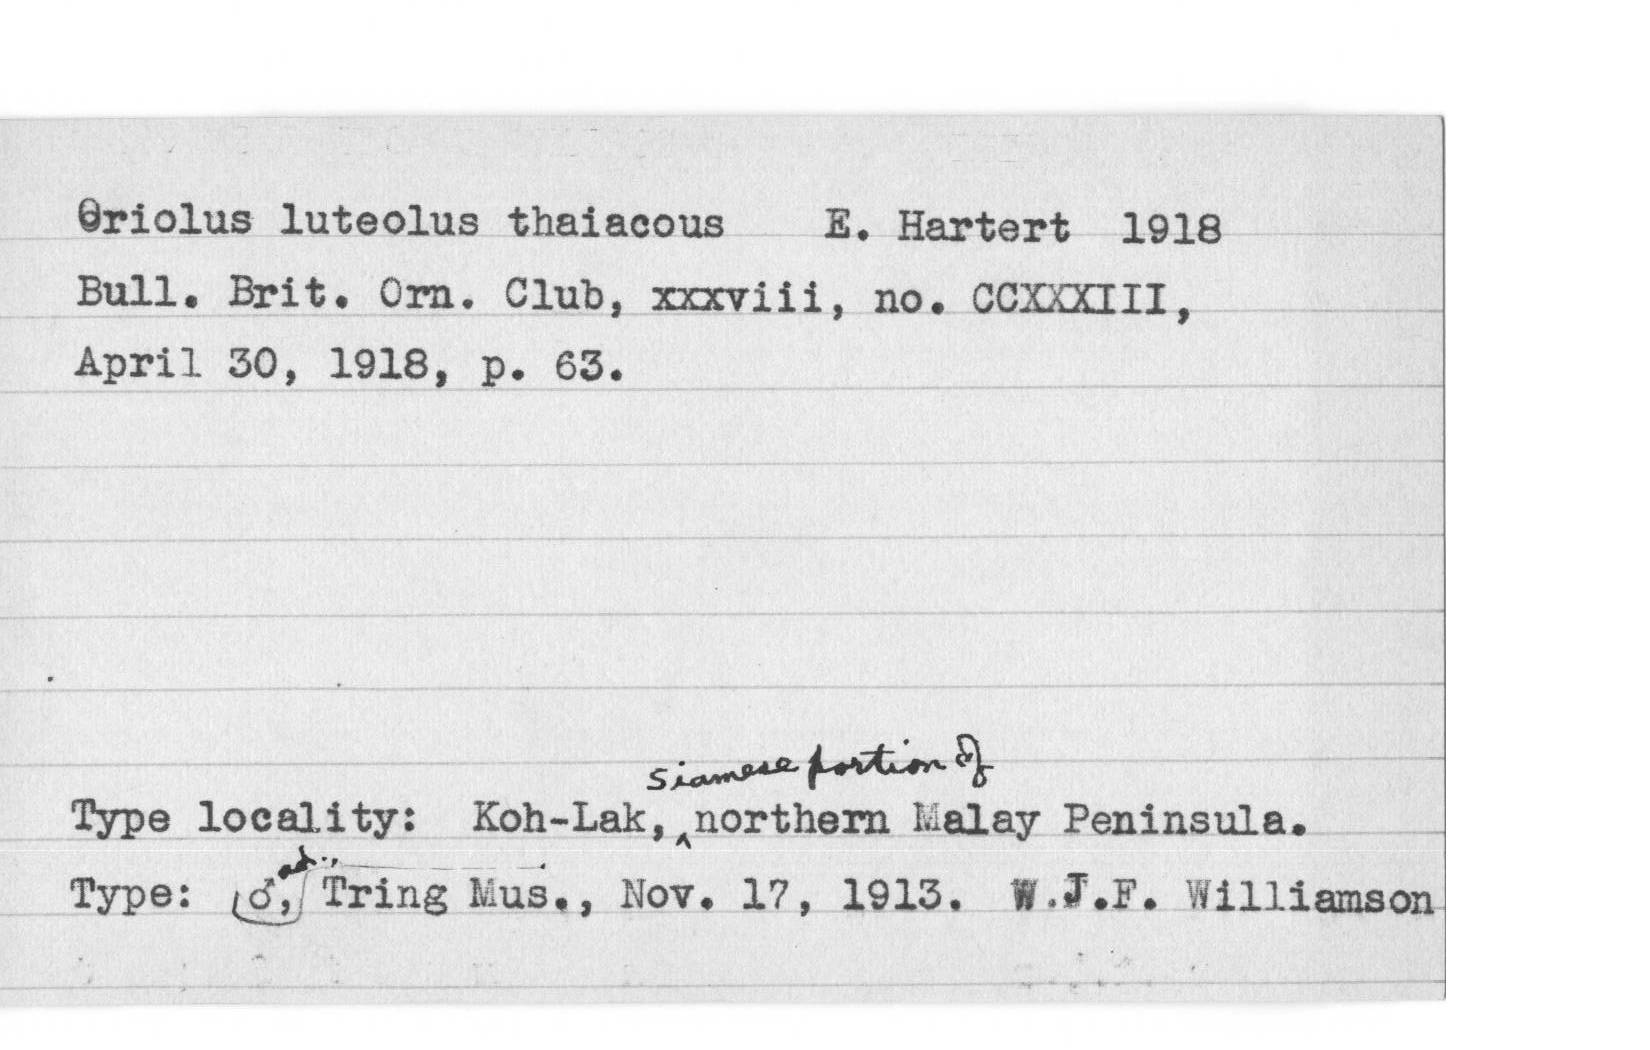 Oriolus luteolus thaiacous E. Hartert 1918
Bull. Brit. Orn. Club, xxxviii, no. CCXXXIII,
April 30, 1918, p. 63.
siamese portion of
Type locality: Koh-Lak, ‸northern Malay Peninsula.
ad.,
Type: ♂, Tring Mus., Nov. 17, 1913. W.J.F. Williamson